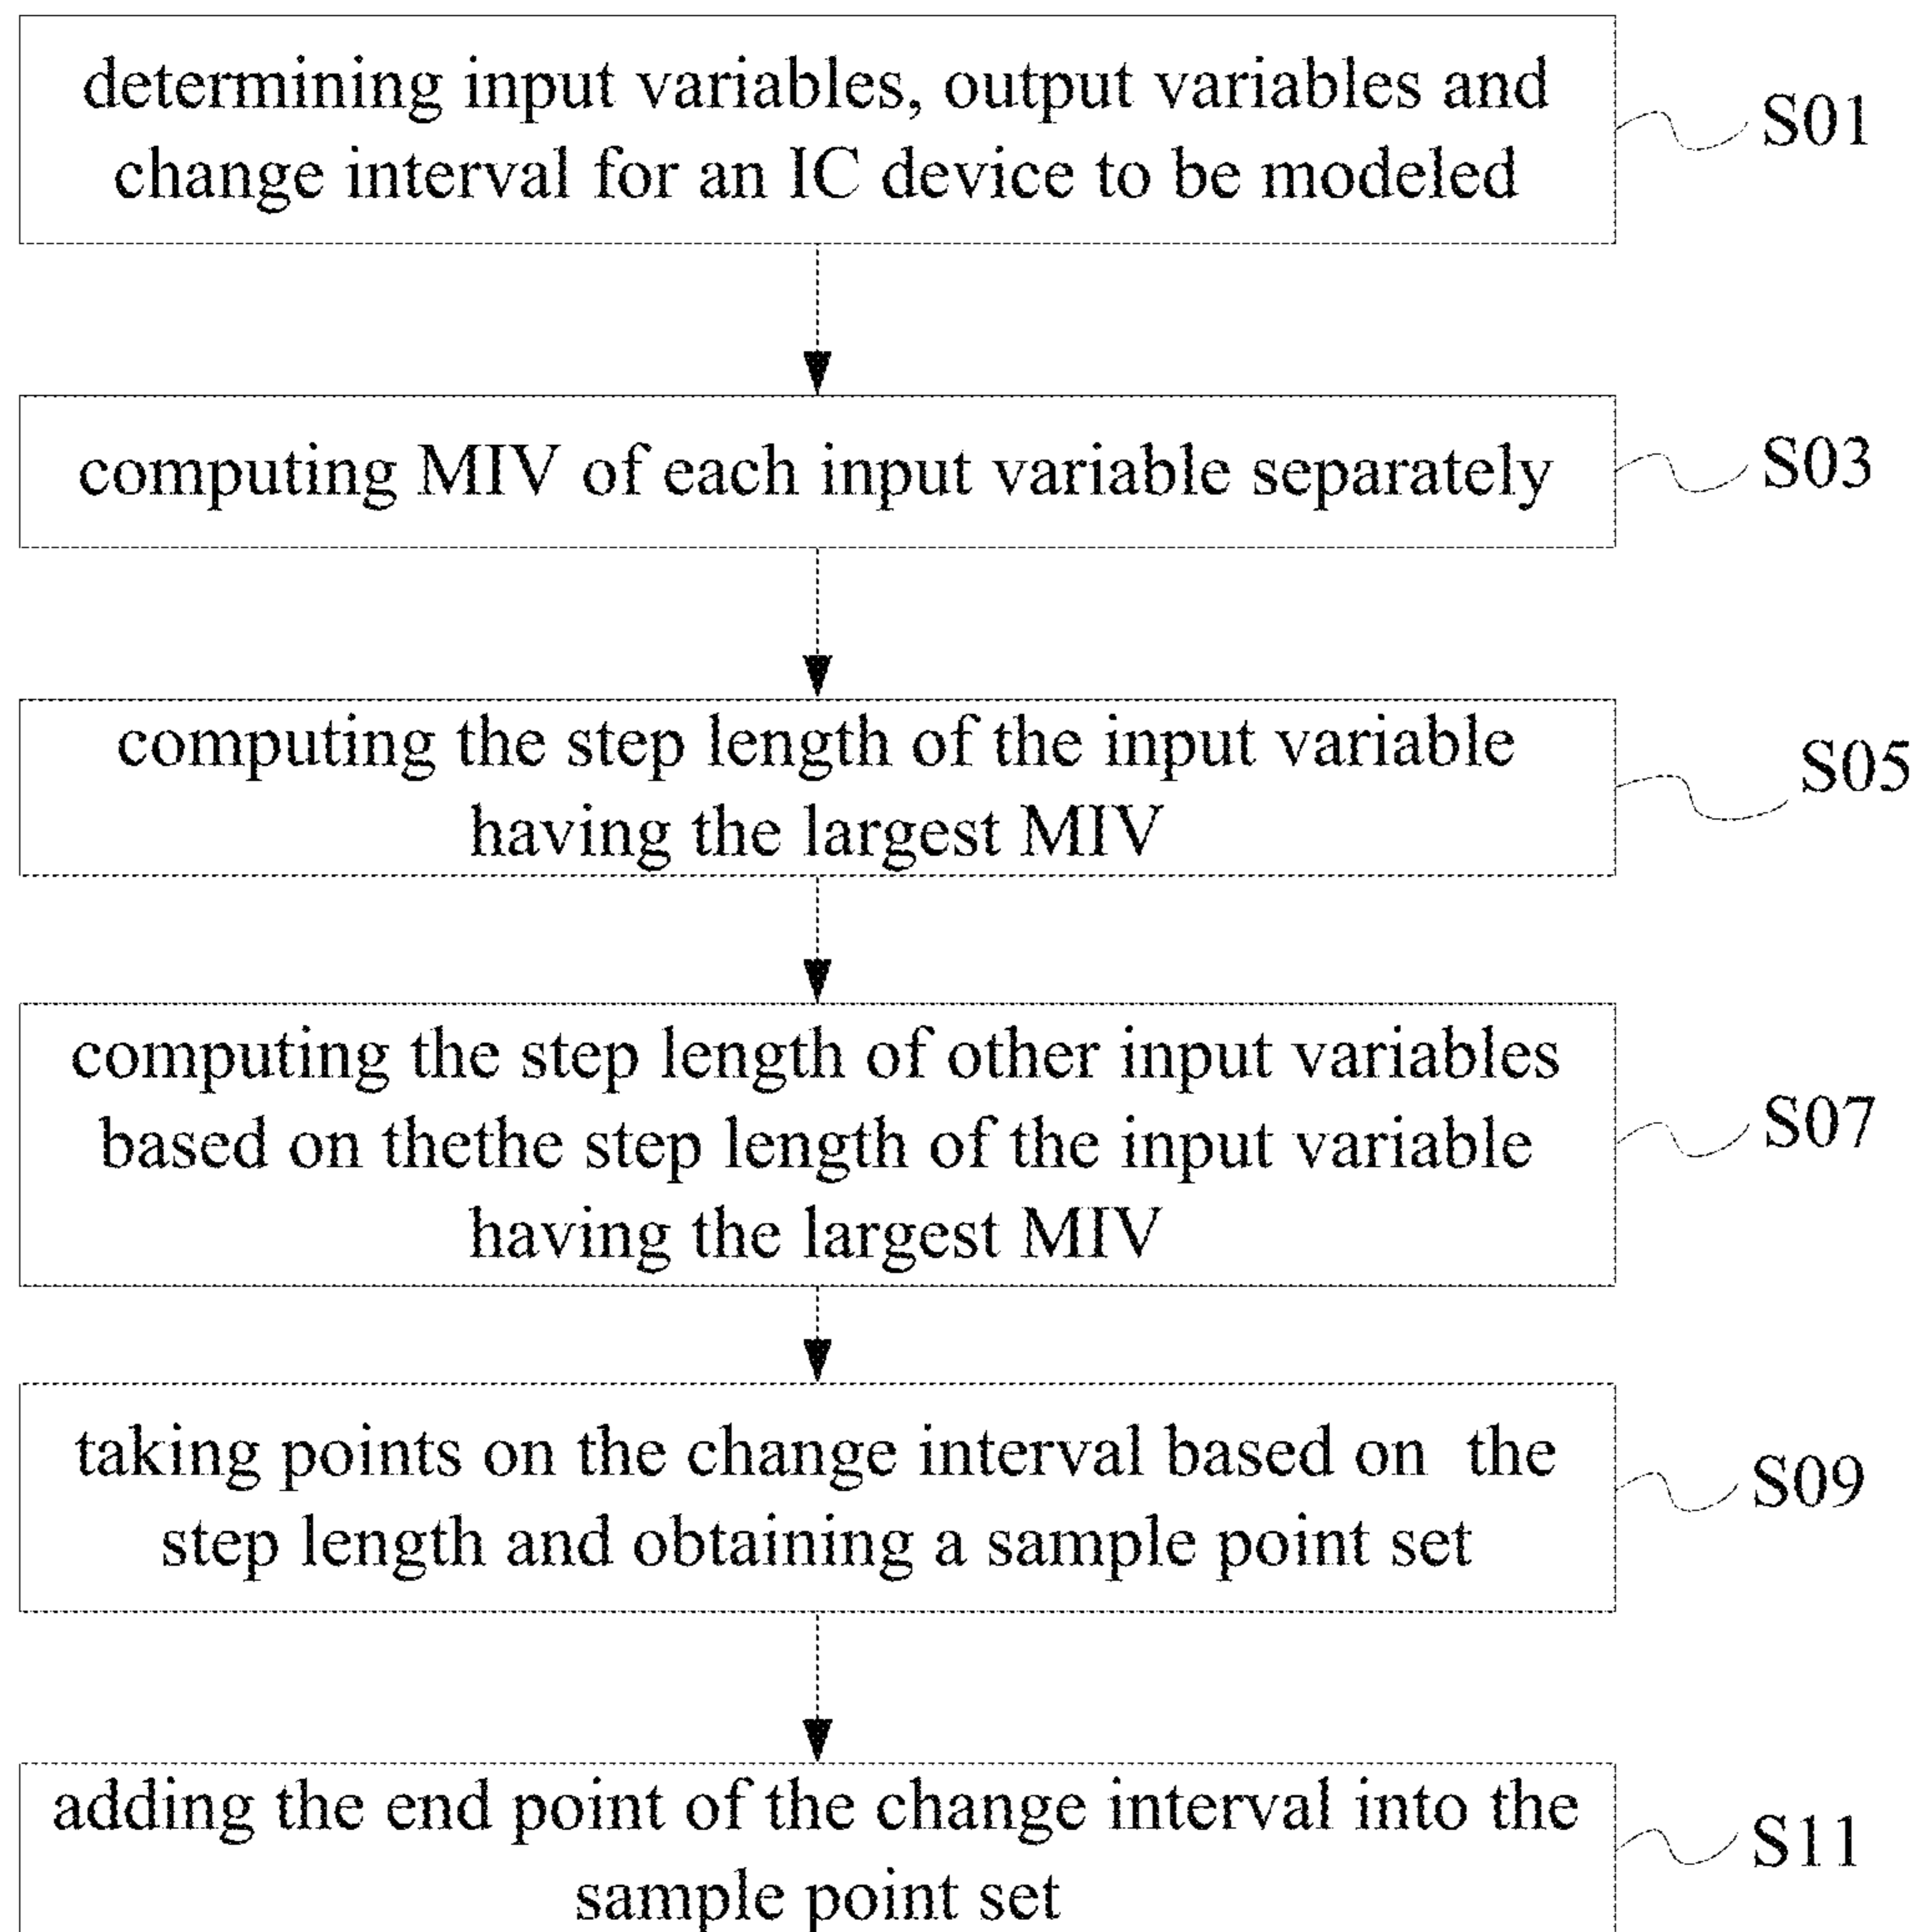 determining input variables, output variables and
change interval for an IC device to be modeled
S01
computing MIV of each input variable separately
S03
computing the step length of the input variable
having the largest MIV
S05
computing the step length of other input variables
based on thethe step length of the input variable
having the largest MIV
S07
taking points on the change interval based on the
step length and obtaining a sample point set
S09
adding the end point of the change interval into the
sample point set
S11